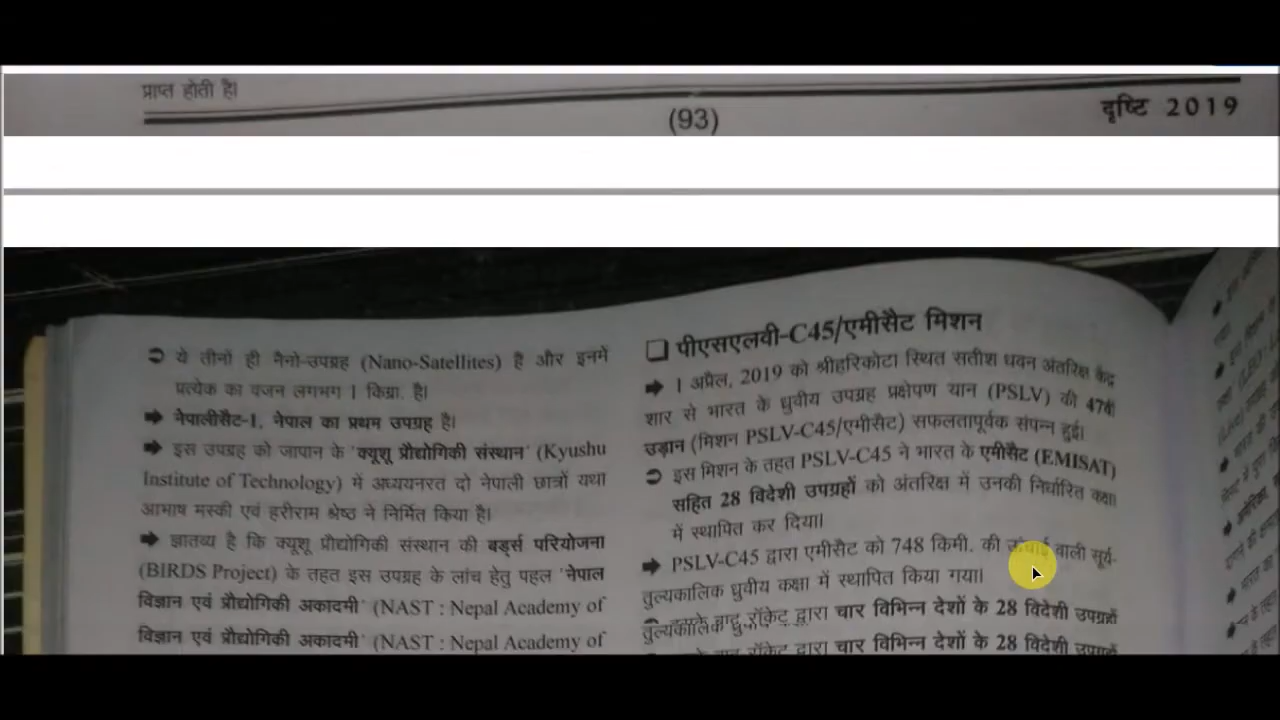 प्राप्त होती है।
(93)
दृष्टि 2019
➲ ये तीनों ही नैनो-उपग्रह (Nano-Satellites) है और इनमें
प्रत्येक का वजन लगभग 1 किग्रा. है।
➡ नेपालीसैट-1, नेपाल का प्रथम उपग्रह है।
➡ इस उपग्रह को जापान के 'क्यूशू प्रौद्योगिकी संस्थान' (Kyushu
Institute of Technology) में अध्ययनरत दो नेपाली छात्रों यथा
आभाष मस्की एवं हरीराम श्रेष्ठ ने निर्मित किया है।
➡ ज्ञातव्य है कि क्यूशू प्रौद्योगिकी संस्थान की बर्ड्स परियोजना
(BIRDS Project) के तहत इस उपग्रह के लांच हेतु पहल 'नेपाल
विज्ञान एवं प्रौद्योगिकी अकादमी' (NAST : Nepal Academy of
विज्ञान एवं प्रौद्योगिकी अकादमी' (NAST : Nepal Academy of
❑ पीएसएलवी-C45/एमीसैट मिशन
➡ 1 अप्रैल, 2019 को श्रीहरिकोटा स्थित सतीश धवन अंतरिक्ष केंद्र
शार से भारत के ध्रुवीय उपग्रह प्रक्षेपण यान (PSLV) की 47वीं
उड़ान (मिशन PSLV-C45/एमीसैट) सफलतापूर्वक संपन्न हुई।
➲ इस मिशन के तहत PSLV-C45 ने भारत के एमीसैट (EMISAT)
सहित 28 विदेशी उपग्रहों को अंतरिक्ष में उनकी निर्धारित कक्षा
में स्थापित कर दिया।
➡ PSLV-C45 द्वारा एमीसैट को 748 किमी. की ऊंचाई वाली सूर्य-
तुल्यकालिक ध्रुवीय कक्षा में स्थापित किया गया।
रॉकेट द्वारा चार विभिन्न देशों के 28 विदेशी उपग्रहों
रॉकेट द्वारा चार विभिन्न देशों के 28 विदेशी उपग्रहों